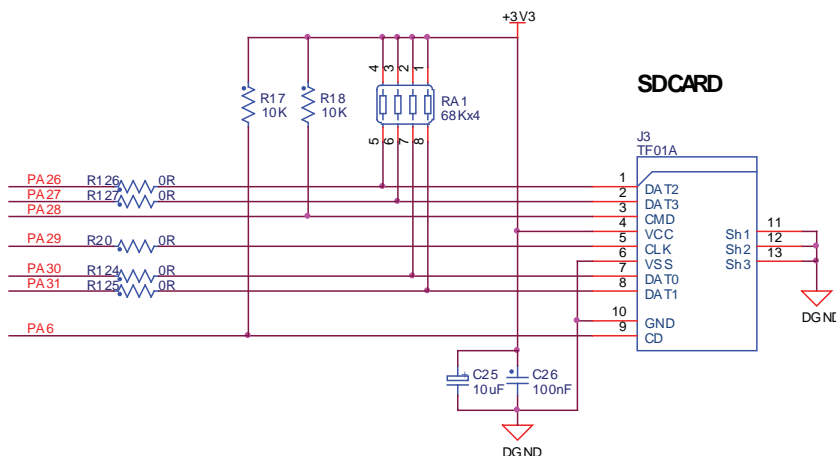 +3V3
4 3 2 1
SDCARD
R17
10K
R18
10K
RA1
68Kx4
5 6 7 8
J3
TF01A
PA26 R126 0R 1 DAT2
PA27 R127 0R 2 DAT3
PA28 3 CMD
4 VCC Sh1 11
PA29 R20 0R 5 CLK Sh2 12
6 VSS Sh3 13
PA30 R124 0R 7 DAT0
PA31 R125 0R 8 DAT1
DGND
10 GND
PA6 9 CD
C25
10uF
C26
100nF
DGND